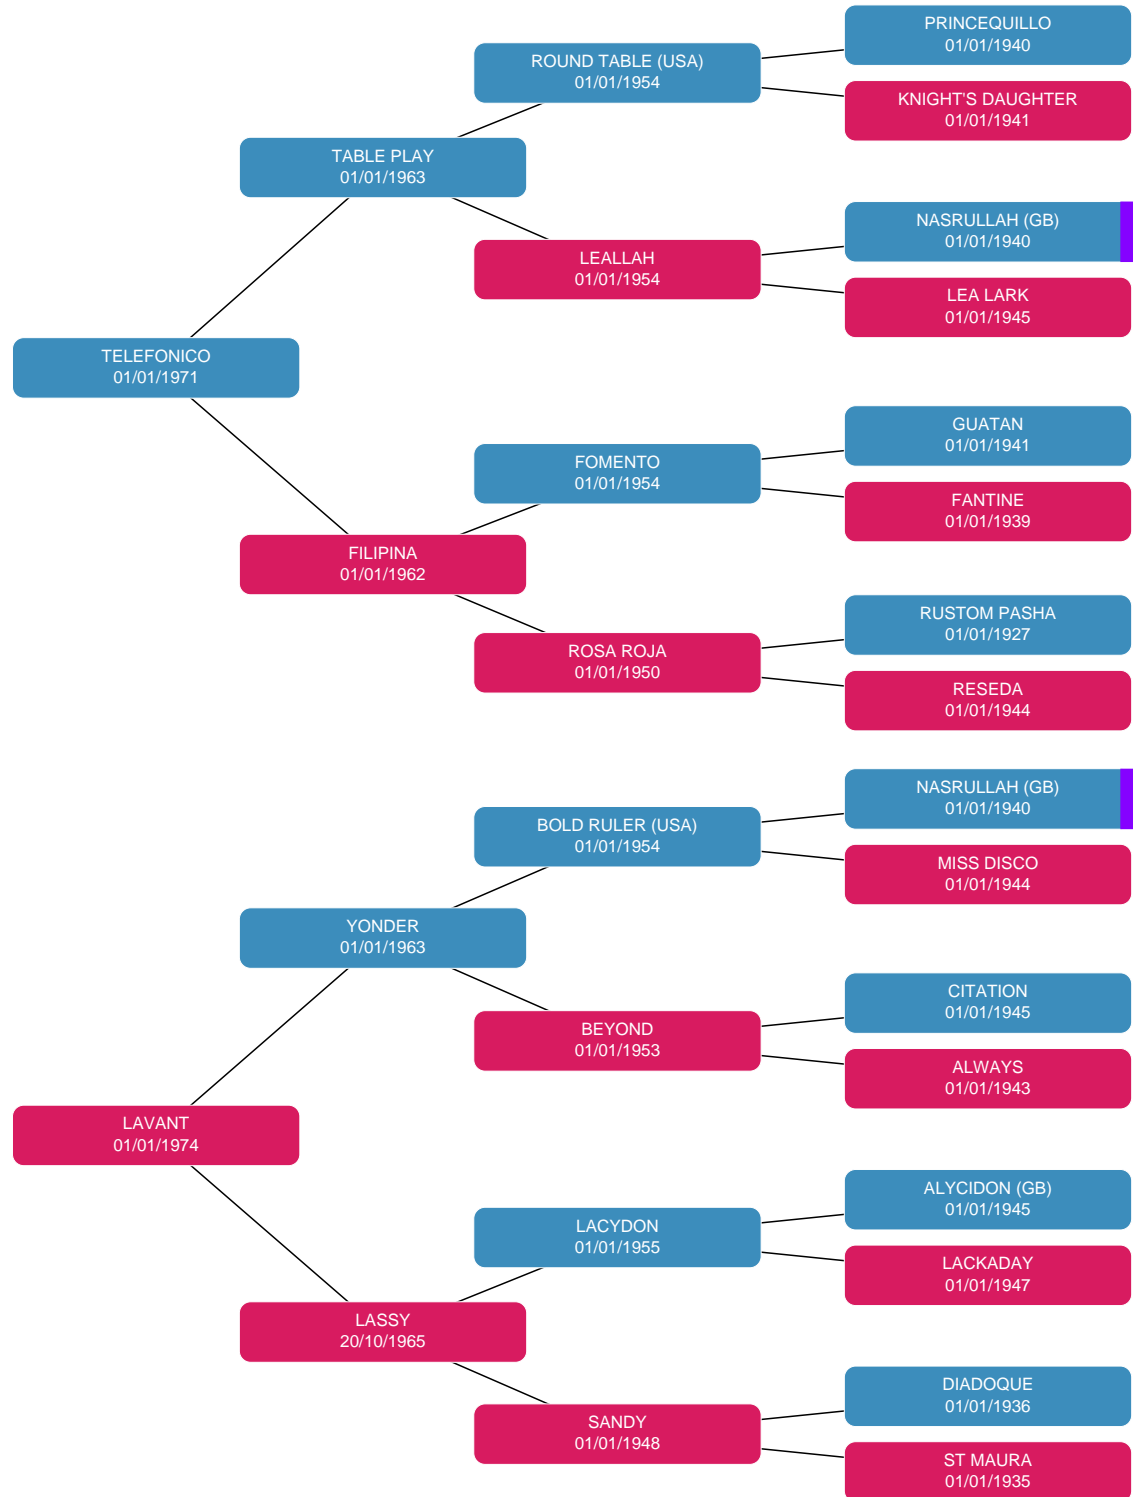 PRINCEQUILLO
01/01/1940
ROUND TABLE (USA)
01/01/1954
KNIGHT'S DAUGHTER
01/01/1941
TABLE PLAY
01/01/1963
NASRULLAH (GB)
01/01/1940
LEALLAH
01/01/1954
LEA LARK
01/01/1945
TELEFONICO
01/01/1971
GUATAN
01/01/1941
FOMENTO
01/01/1954
FANTINE
01/01/1939
FILIPINA
01/01/1962
RUSTOM PASHA
01/01/1927
ROSA ROJA
01/01/1950
RESEDA
01/01/1944
NASRULLAH (GB)
01/01/1940
BOLD RULER (USA)
01/01/1954
MISS DISCO
01/01/1944
YONDER
01/01/1963
CITATION
01/01/1945
BEYOND
01/01/1953
ALWAYS
01/01/1943
LAVANT
01/01/1974
ALYCIDON (GB)
01/01/1945
LACYDON
01/01/1955
LACKADAY
01/01/1947
LASSY
20/10/1965
DIADOQUE
01/01/1936
SANDY
01/01/1948
ST MAURA
01/01/1935